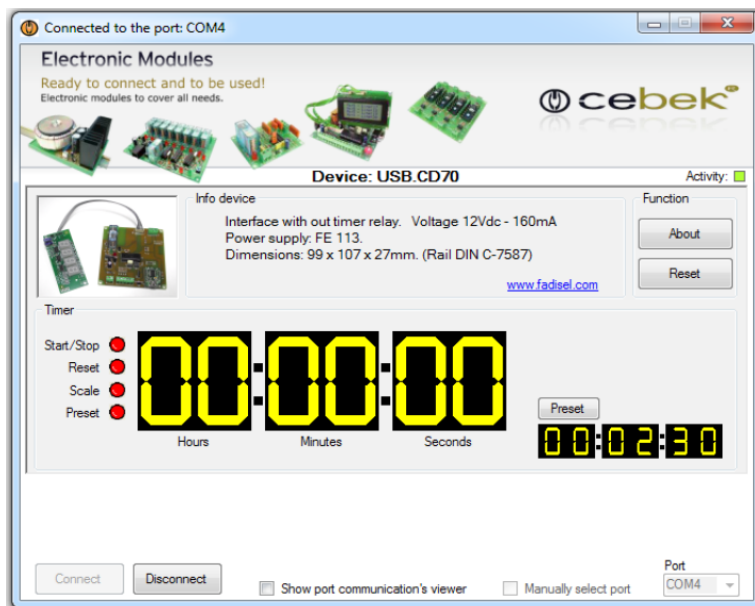 Connected to the port: COM4
Electronic Modules
Ready to connect and to be used!
Electronic modules to cover all needs.
cebek
Device: USB.CD70
Activity:
Info device
Interface with out timer relay. Voltage 12Vdc - 160mA
Power supply: FE 113.
Dimensions: 99 x 107 x 27mm. (Rail DIN C-7587)
www.fadisel.com
Function
About
Reset
Timer
Start/Stop
Reset
Scale
Preset
00:00:00
Hours Minutes Seconds
Preset
00:02:30
Connect
Disconnect
Show port communication's viewer
Manually select port
Port
COM4